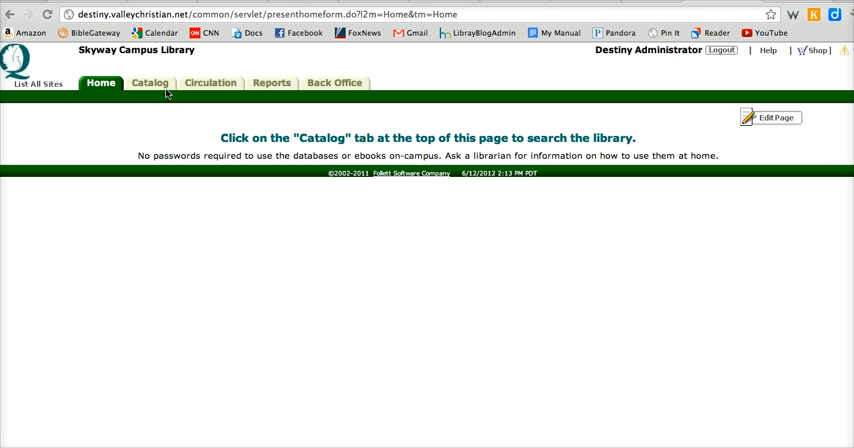 destiny.valleychristian.net/common/servlet/presenthomeform.do?l2m=Home&tm=Home
Amazon BibleGateway Calendar CNN Docs Facebook FoxNews Gmail LibraryBlogAdmin My Manual Pandora Pin It Reader YouTube
Skyway Campus Library Destiny Administrator Logout | Help | Shop |
List All Sites Home Catalog Circulation Reports Back Office
Edit Page
Click on the "Catalog" tab at the top of this page to search the library.
No passwords required to use the databases or ebooks on-campus. Ask a librarian for information on how to use them at home.
©2002-2011 Follett Software Company 6/12/2012 2:13 PM PDT